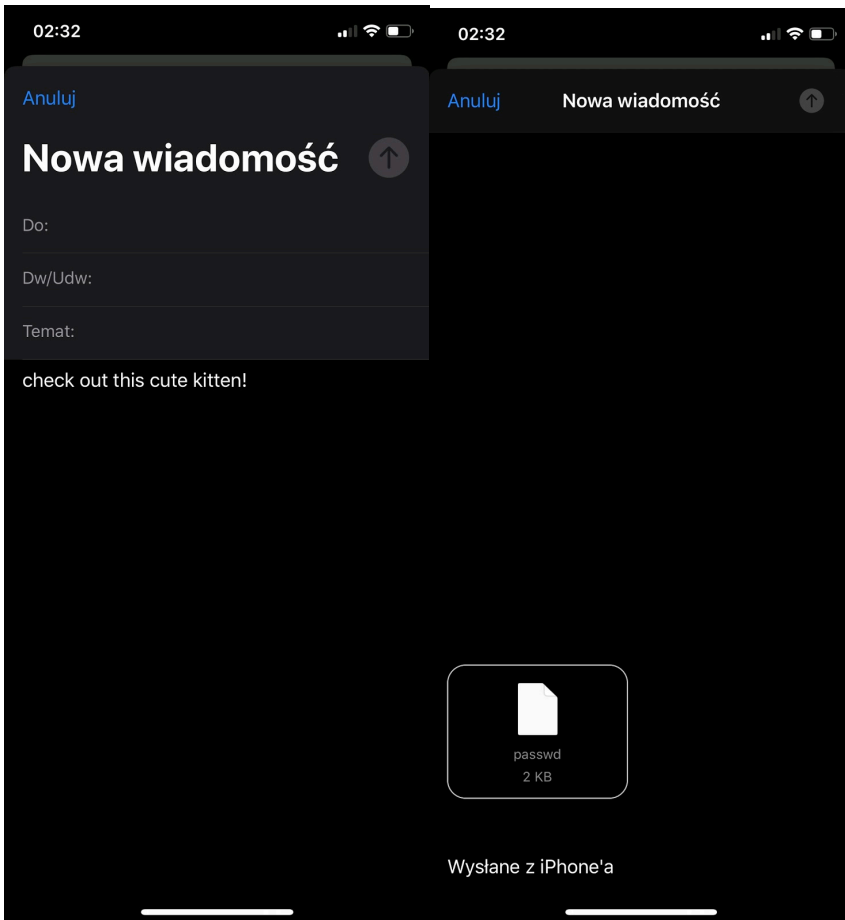 02:32
Anuluj
Nowa wiadomość
Do:
Dw/Udw:
Temat:
check out this cute kitten!
02:32
Anuluj
Nowa wiadomość
passwd
2 KB
Wysłane z iPhone'a